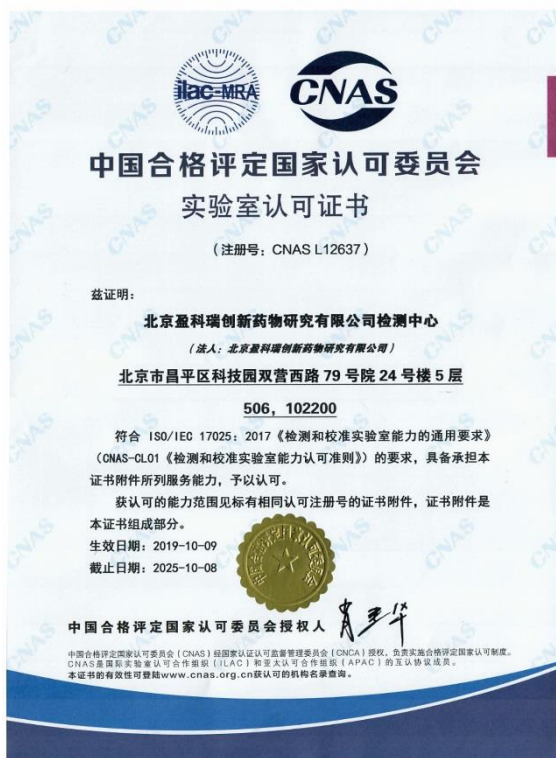 ilac-MRA
CNAS
中国合格评定国家认可委员会
实验室认可证书
（注册号：CNAS L12637）
兹证明：
北京盈科瑞创新药物研究有限公司检测中心
（法人：北京盈科瑞创新药物研究有限公司）
北京市昌平区科技园双营西路 79 号院 24 号楼 5 层
506，102200
符合 ISO/IEC 17025：2017《检测和校准实验室能力的通用要求》
（CNAS-CL01《检测和校准实验室能力认可准则》）的要求，具备承担本
证书附件所列服务能力，予以认可。
获认可的能力范围见标有相同认可注册号的证书附件，证书附件是
本证书组成部分。
生效日期：2019-10-09
截止日期：2025-10-08
中国合格评定国家认可委员会
中国合格评定国家认可委员会授权人
中国合格评定国家认可委员会（CNAS）经国家认证认可监督管理委员会（CNCA）授权，负责实施合格评定国家认可制度。
CNAS是国际实验室认可合作组织（ILAC）和亚太认可合作组织（APAC）的互认协议成员。
本证书的有效性可登陆www.cnas.org.cn获认可的机构名录查询。